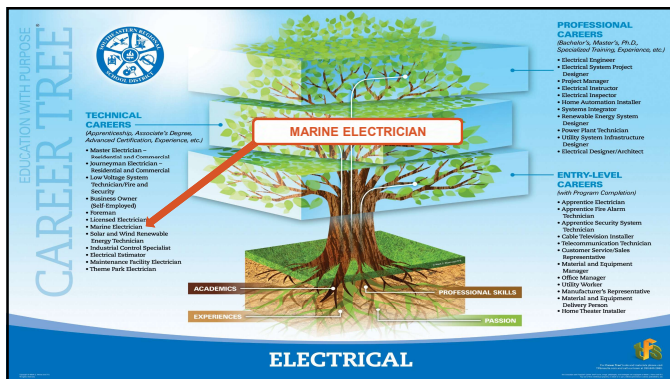 EDUCATION WITH PURPOSE
CAREER TREE
SOUTHEASTERN REGIONAL
SCHOOL DISTRICT
TECHNICAL
CAREERS
(Apprenticeship, Associate's Degree,
Advanced Certification, Experience, etc.)
• Master Electrician –
Residential and Commercial
• Journeyman Electrician –
Residential and Commercial
• Low Voltage System
Technician/Fire and
Security
• Business Owner
(Self-Employed)
• Foreman
• Licensed Electrician
• Marine Electrician
• Solar and Wind Renewable
Energy Technician
• Industrial Control Specialist
• Electrical Estimator
• Maintenance Facility Electrician
• Theme Park Electrician
MARINE ELECTRICIAN
PROFESSIONAL
CAREERS
(Bachelor's, Master's, Ph.D.,
Specialized Training, Experience, etc.)
• Electrical Engineer
• Electrical System Project
Designer
• Project Manager
• Electrical Instructor
• Electrical Inspector
• Home Automation Installer
• Systems Integrator
• Renewable Energy System
Designer
• Power Plant Technician
• Utility System Infrastructure
Designer
• Electrical Designer/Architect
ENTRY-LEVEL
CAREERS
(with Program Completion)
• Apprentice Electrician
• Apprentice Fire Alarm
Technician
• Apprentice Security System
Technician
• Cable Television Installer
• Telecommunication Technician
• Customer Service/Sales
Representative
• Material and Equipment
Manager
• Office Manager
• Utility Worker
• Manufacturer's Representative
• Material and Equipment
Delivery Person
• Home Theater Installer
ACADEMICS
PROFESSIONAL SKILLS
EXPERIENCES
PASSION
ELECTRICAL